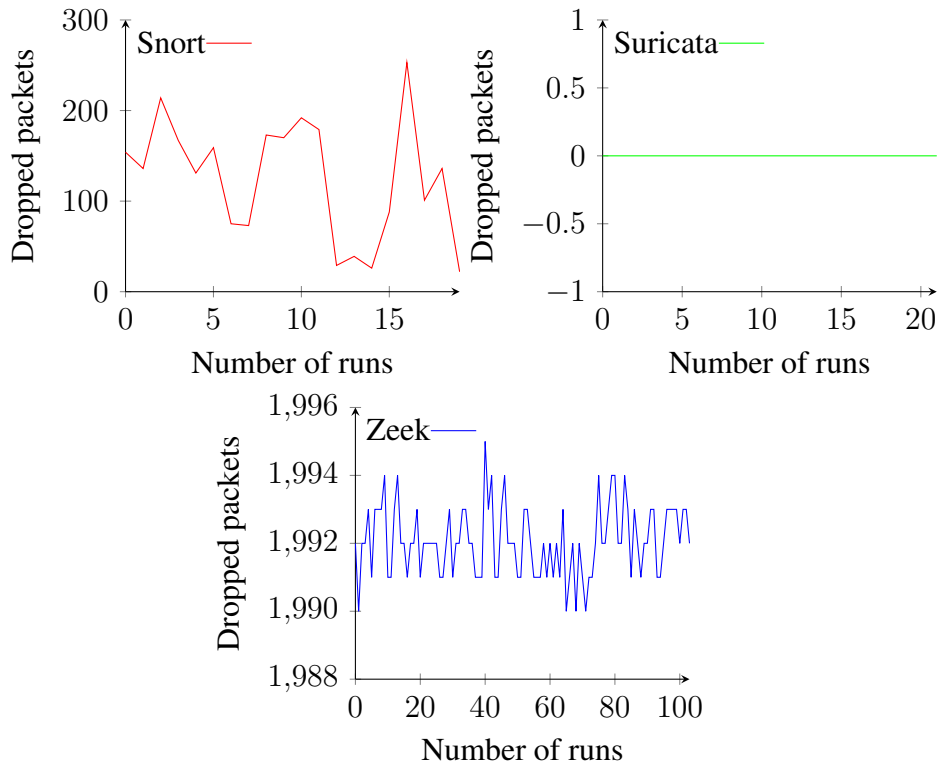 Snort
Dropped packets
300
200
100
0
0 5 10 15
Number of runs
Suricata
Dropped packets
1
0.5
0
−0.5
−1
0 5 10 15 20
Number of runs
Zeek
Dropped packets
1,996
1,994
1,992
1,990
1,988
0 20 40 60 80 100
Number of runs